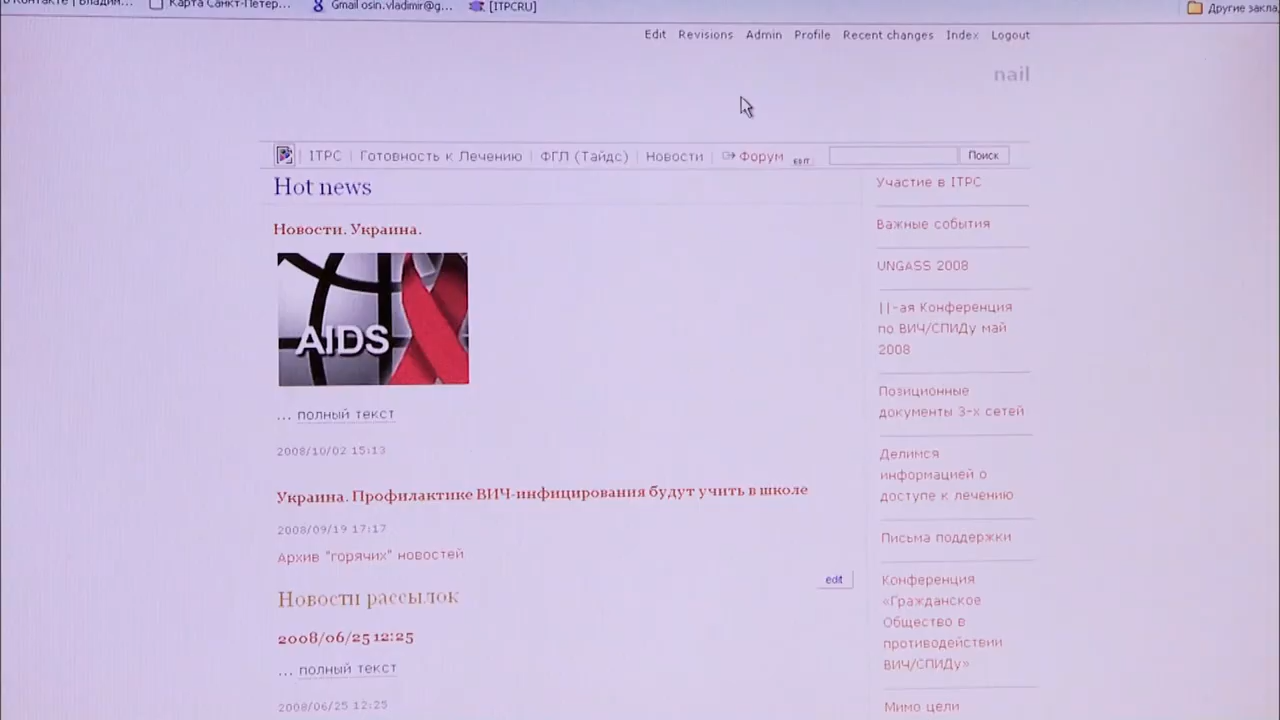 В Контакте | Владим... Карта Санкт-Петер... Gmail osin.vladimir@g... [ITPCRU] Другие закла
Edit Revisions Admin Profile Recent changes Index Logout
nail
ITPC | Готовность к Лечению | ФГЛ (Тайдс) | Новости | Форум Поиск
Hot news
Новости. Украина.
AIDS
... полный текст
2008/10/02 15:13
Украина. Профилактике ВИЧ-инфицирования будут учить в школе
2008/09/19 17:17
Архив "горячих" новостей
edit
Новости рассылок
2008/06/25 12:25
... полный текст
2008/06/25 12:25
Участие в ITPC
Важные события
UNGASS 2008
||-ая Конференция
по ВИЧ/СПИДу май
2008
Позиционные
документы 3-х сетей
Делимся
информацией о
доступе к лечению
Письма поддержки
Конференция
«Гражданское
Общество в
противодействии
ВИЧ/СПИДу»
Мимо цели